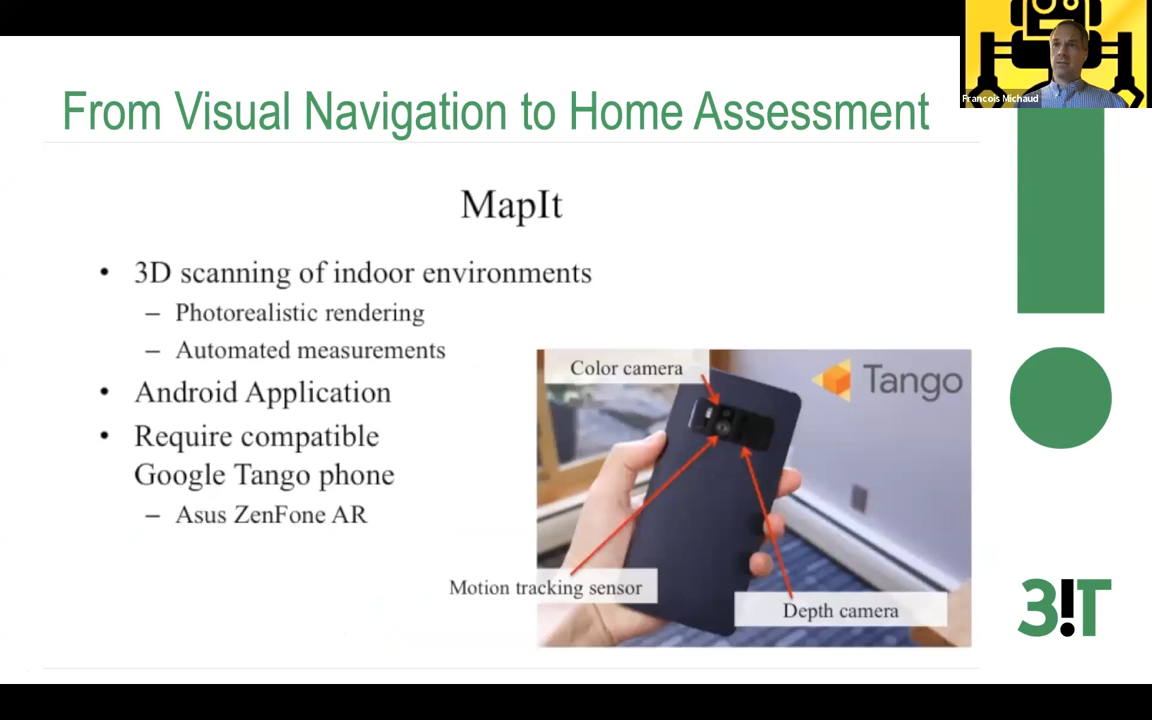 Francois Michaud
From Visual Navigation to Home Assessment
MapIt
• 3D scanning of indoor environments
– Photorealistic rendering
– Automated measurements
• Android Application
• Require compatible
Google Tango phone
– Asus ZenFone AR
Color camera
Tango
Motion tracking sensor
Depth camera
3!T